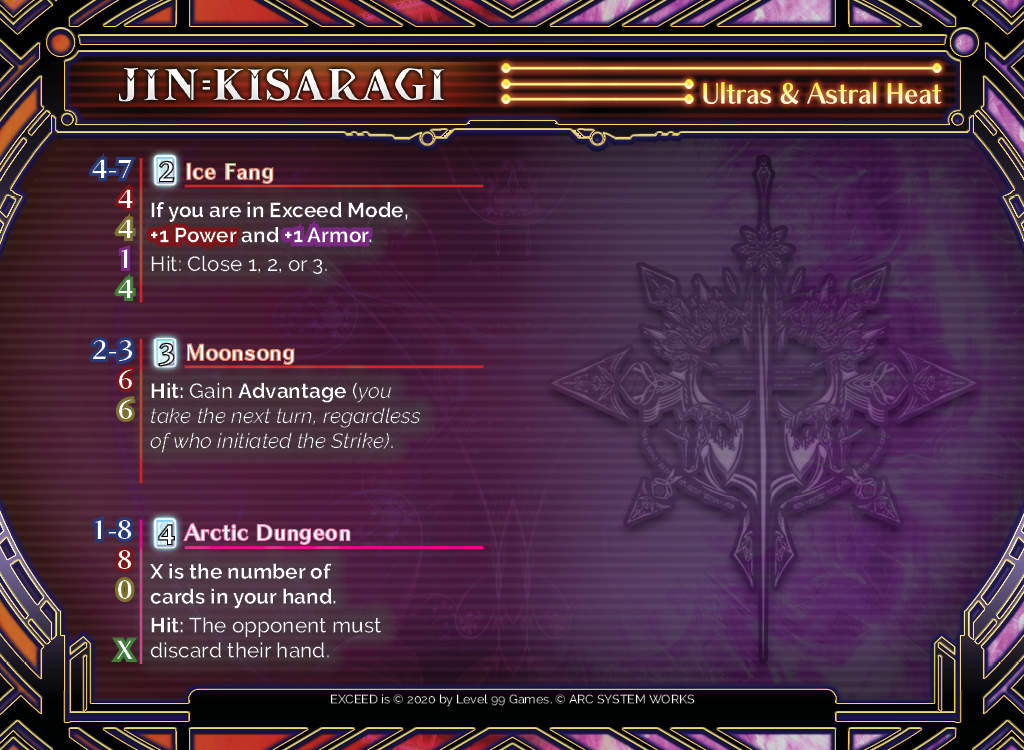 JIN=KISARAGI
Ultras & Astral Heat
4-7
2 Ice Fang
4
If you are in Exceed Mode,
4
+1 Power and +1 Armor.
1
Hit: Close 1, 2, or 3.
4
2-3
3 Moonsong
6
Hit: Gain Advantage (you
6
take the next turn, regardless
of who initiated the Strike).
1-8
4 Arctic Dungeon
8
X is the number of
0
cards in your hand.
Hit: The opponent must
X
discard their hand.
EXCEED is © 2020 by Level 99 Games. © ARC SYSTEM WORKS